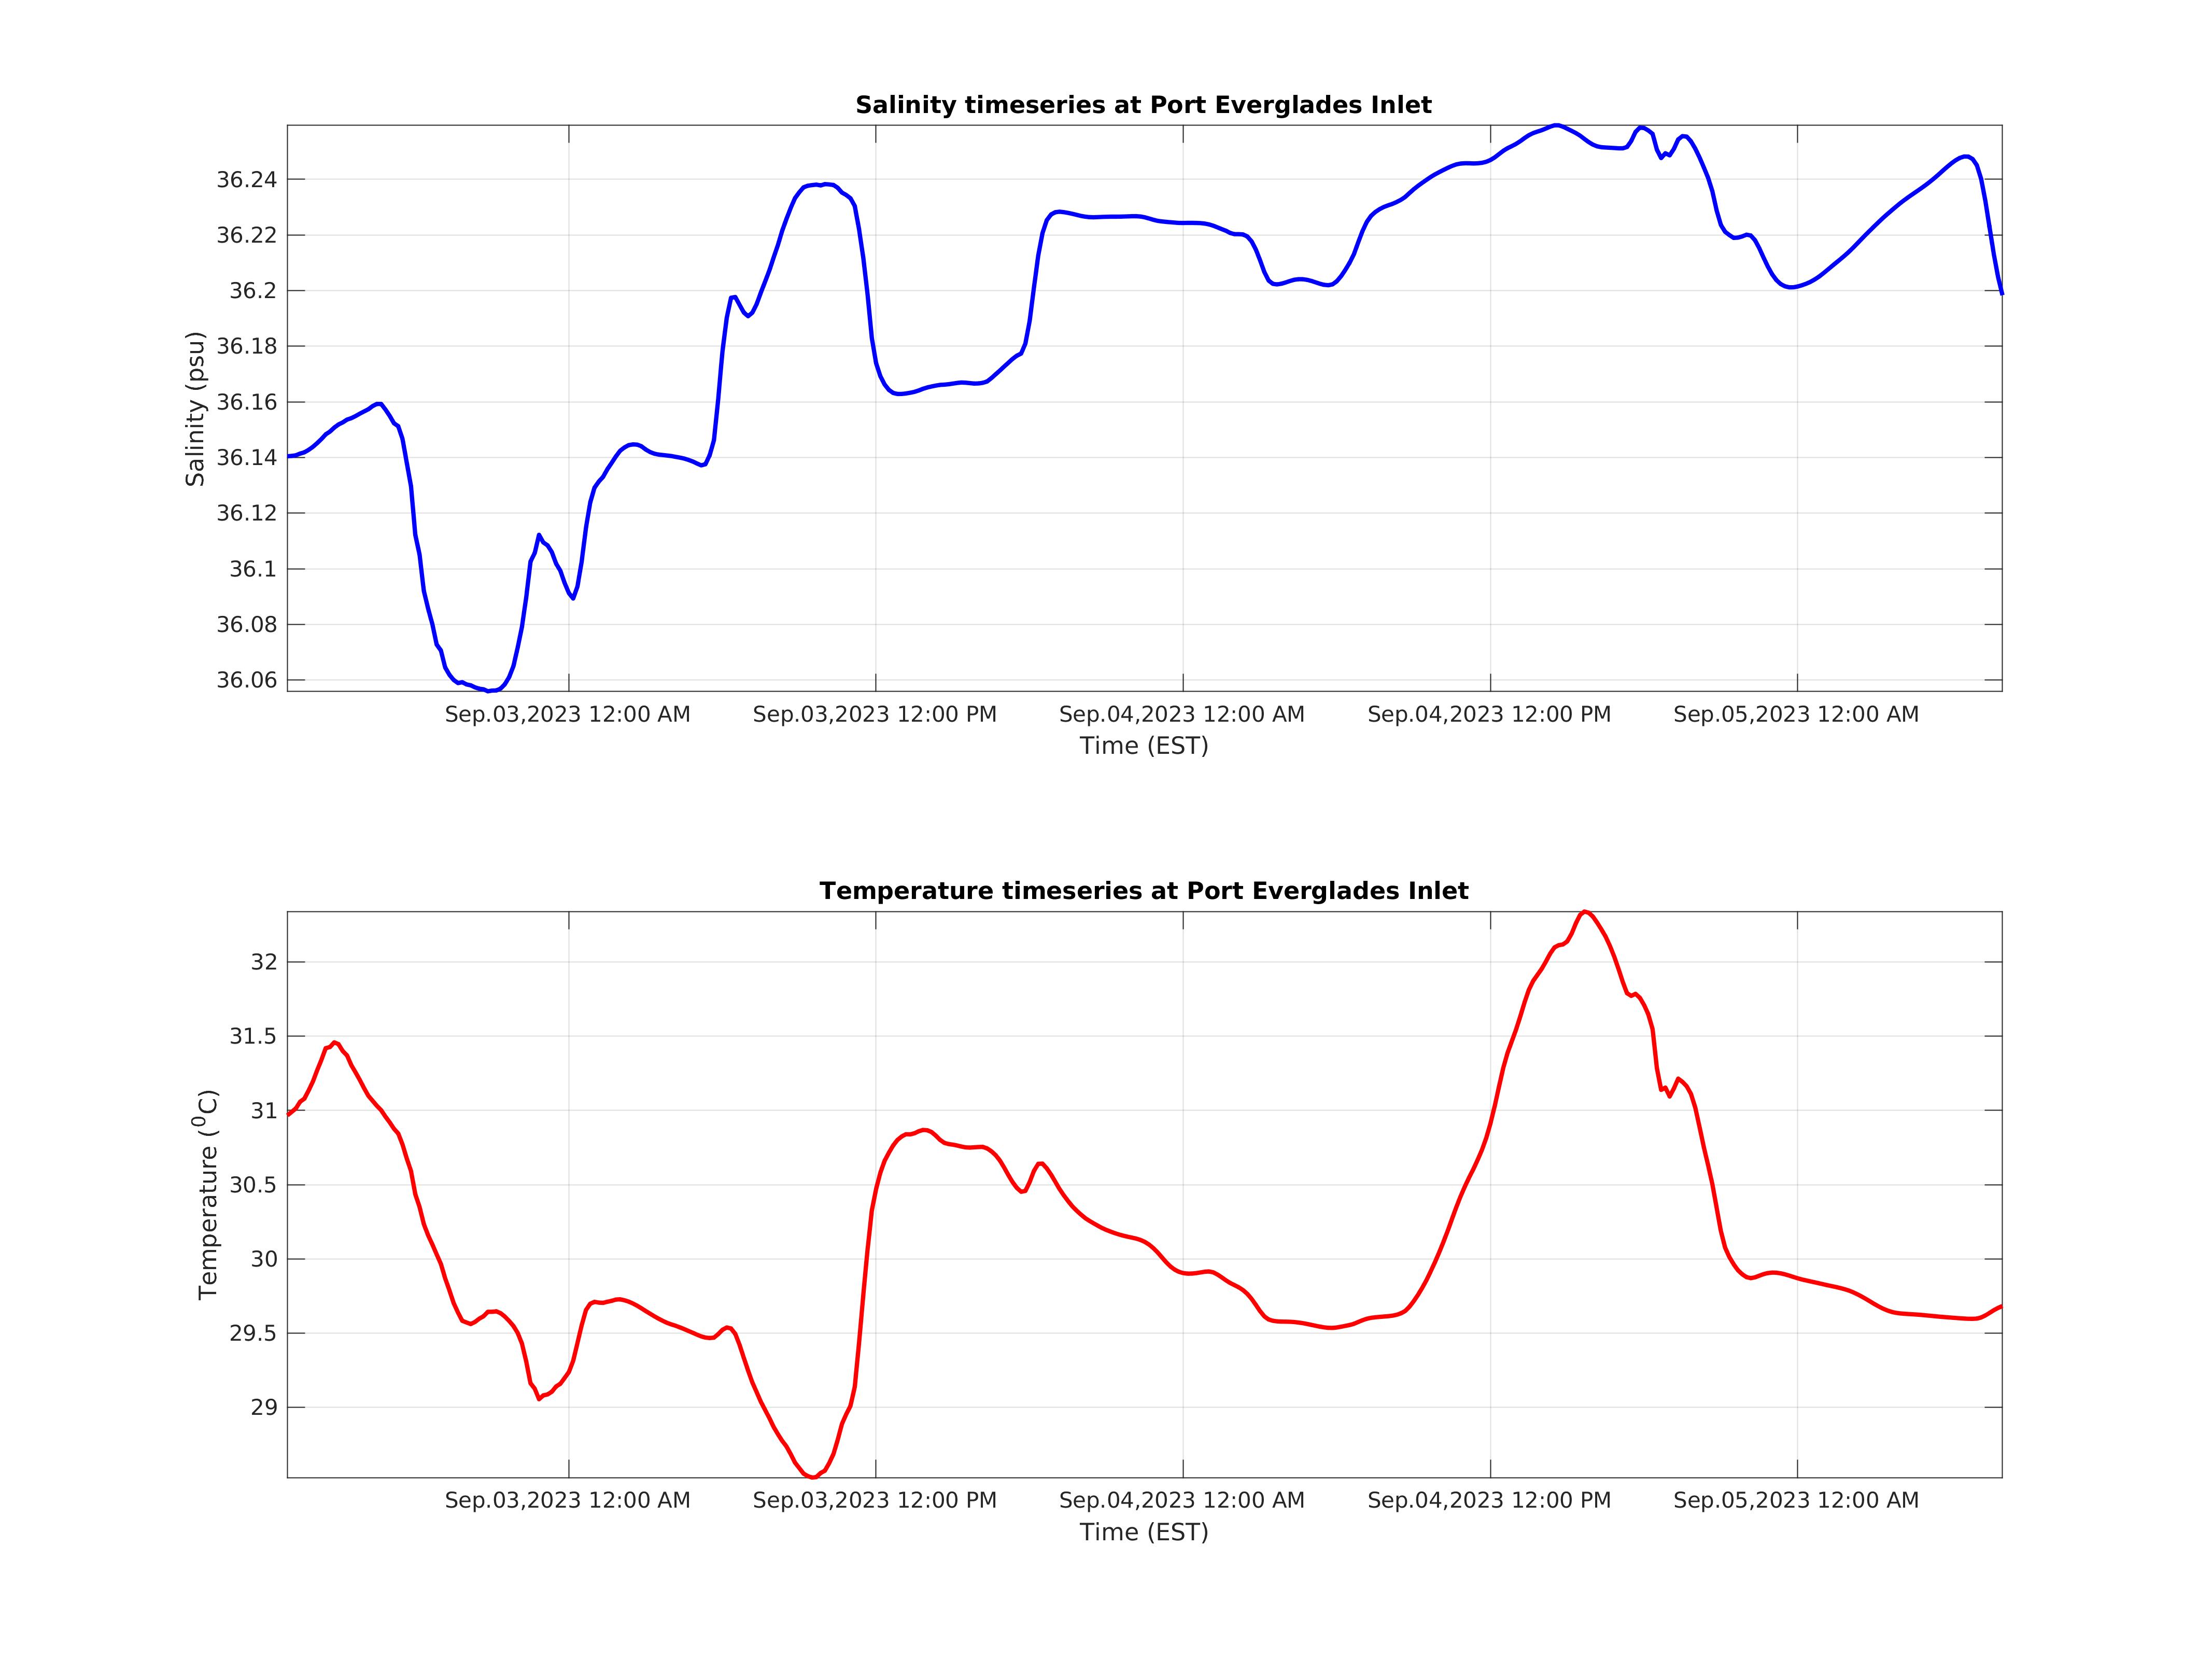 Salinity timeseries at Port Everglades Inlet
36.24
36.22
36.2
36.18
36.16
36.14
36.12
36.1
36.08
36.06
Salinity (psu)
Sep.03,2023 12:00 AM Sep.03,2023 12:00 PM Sep.04,2023 12:00 AM Sep.04,2023 12:00 PM Sep.05,2023 12:00 AM
Time (EST)
Temperature timeseries at Port Everglades Inlet
32
31.5
31
30.5
30
29.5
29
Temperature (⁰C)
Sep.03,2023 12:00 AM Sep.03,2023 12:00 PM Sep.04,2023 12:00 AM Sep.04,2023 12:00 PM Sep.05,2023 12:00 AM
Time (EST)